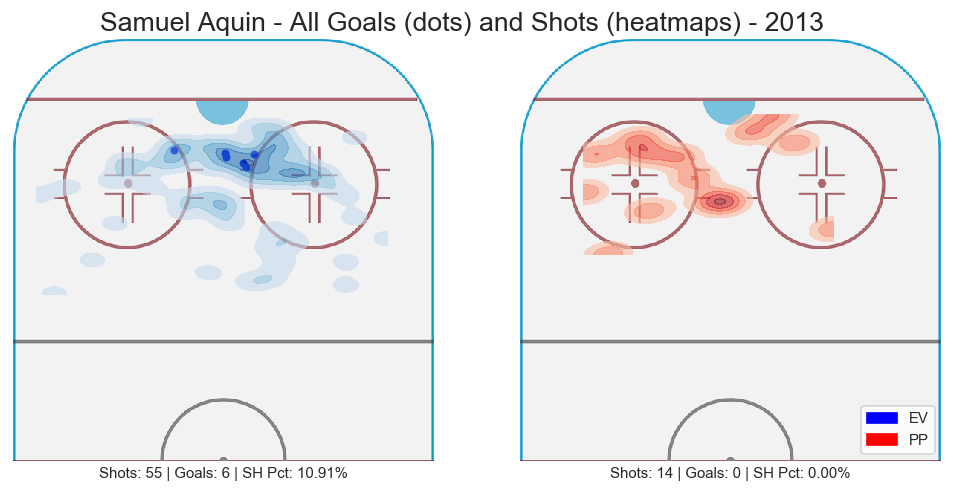 Samuel Aquin - All Goals (dots) and Shots (heatmaps) - 2013
EV
PP
Shots: 55 | Goals: 6 | SH Pct: 10.91%
Shots: 14 | Goals: 0 | SH Pct: 0.00%